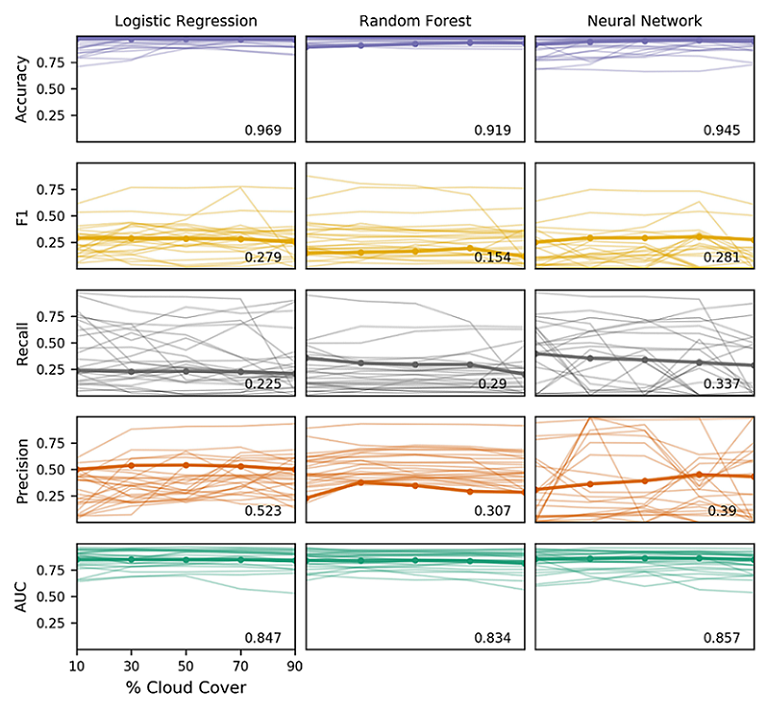 Logistic Regression Random Forest Neural Network
Accuracy
0.75
0.50
0.25
0.969 0.919 0.945
F1
0.75
0.50
0.25
0.279 0.154 0.281
Recall
0.75
0.50
0.25
0.225 0.29 0.337
Precision
0.75
0.50
0.25
0.523 0.307 0.39
AUC
0.75
0.50
0.25
0.847 0.834 0.857
10 30 50 70 90
% Cloud Cover